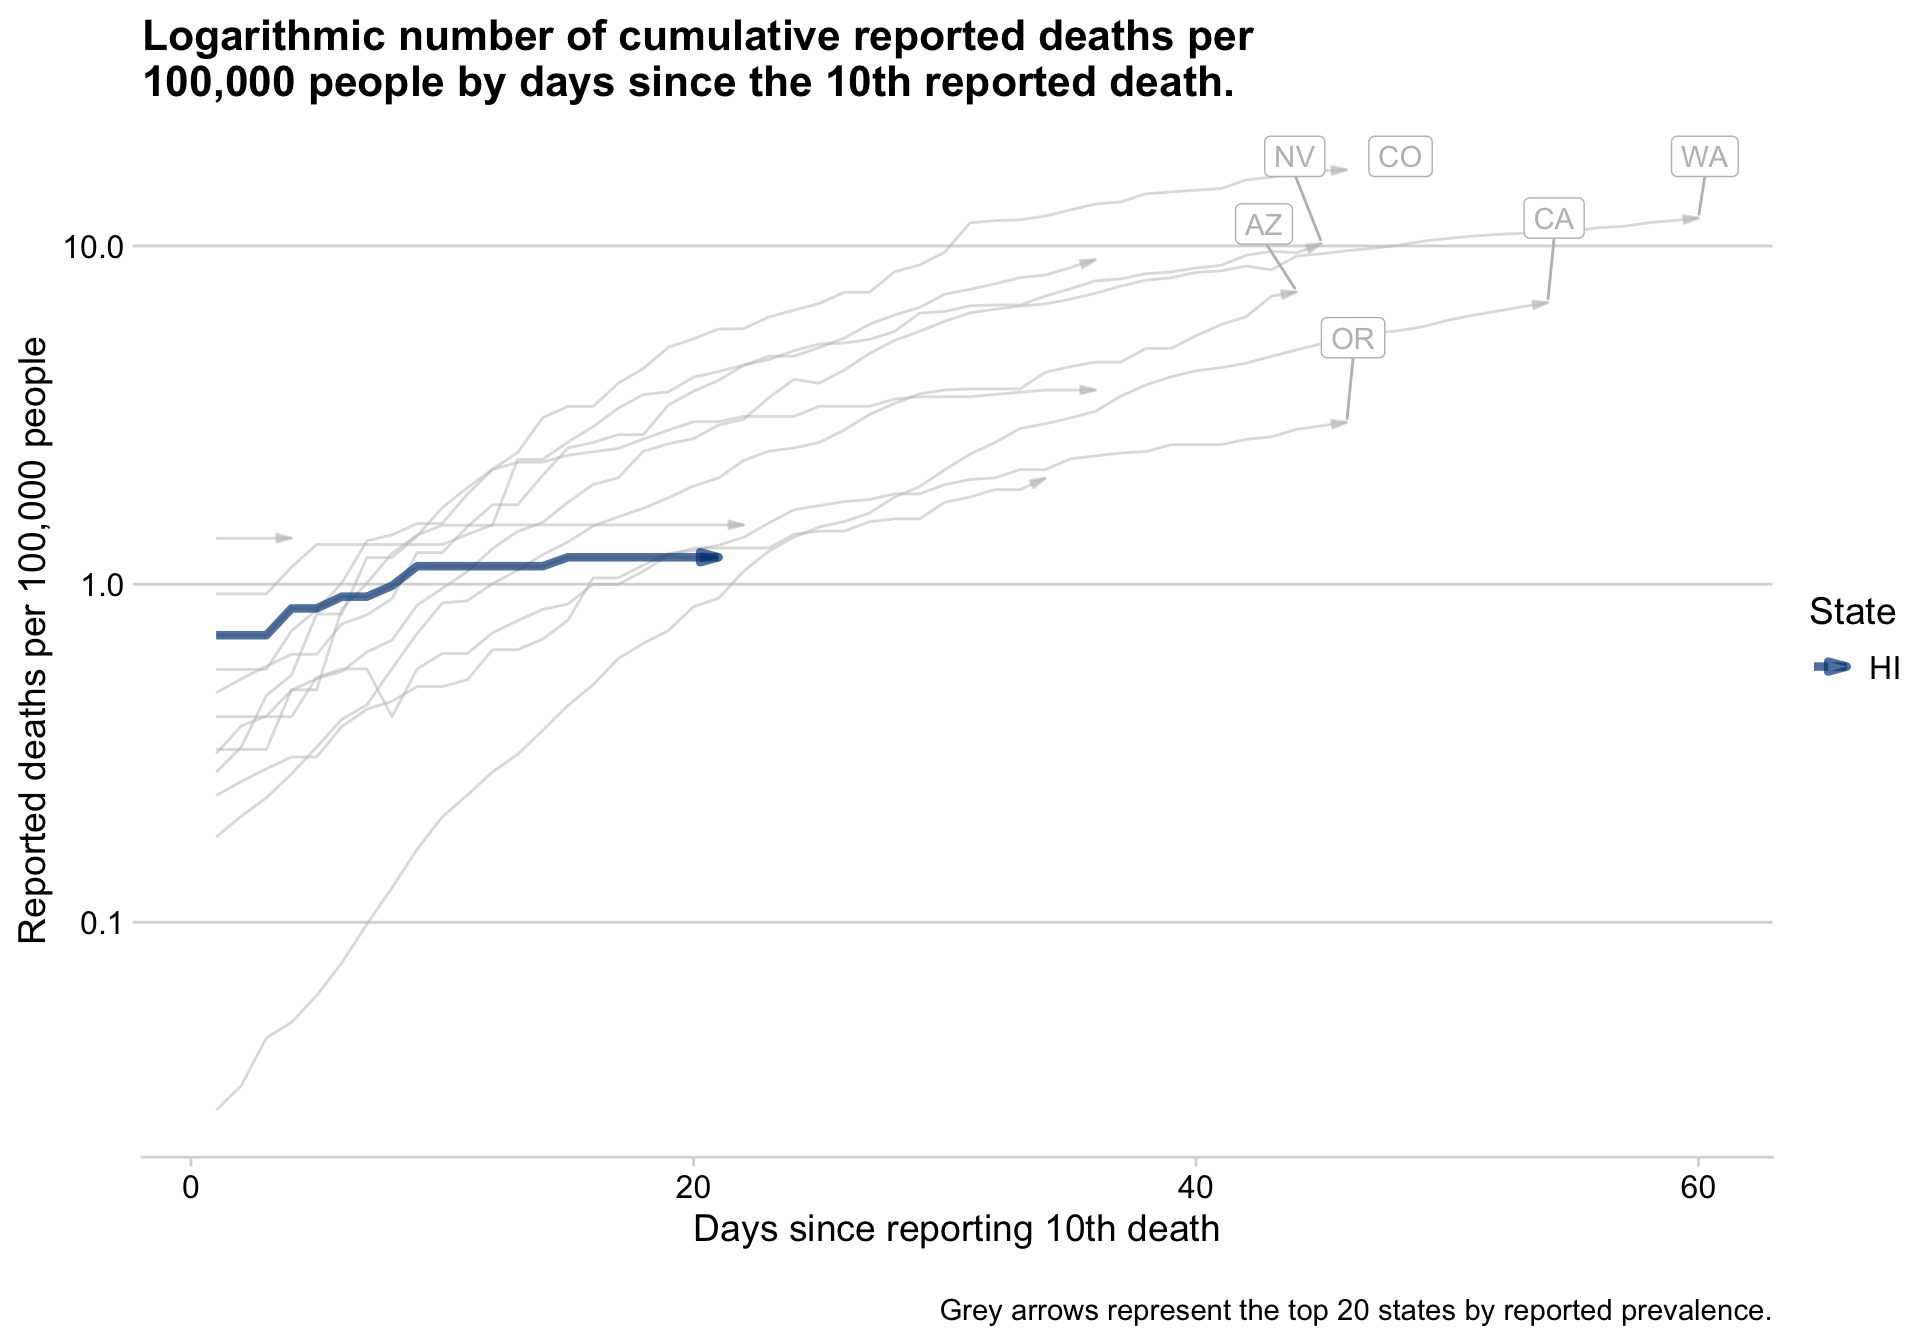 Logarithmic number of cumulative reported deaths per
100,000 people by days since the 10th reported death.
NV
CO
WA
AZ
CA
OR
Reported deaths per 100,000 people
10.0
1.0
0.1
State
HI
0
20
40
60
Days since reporting 10th death
Grey arrows represent the top 20 states by reported prevalence.